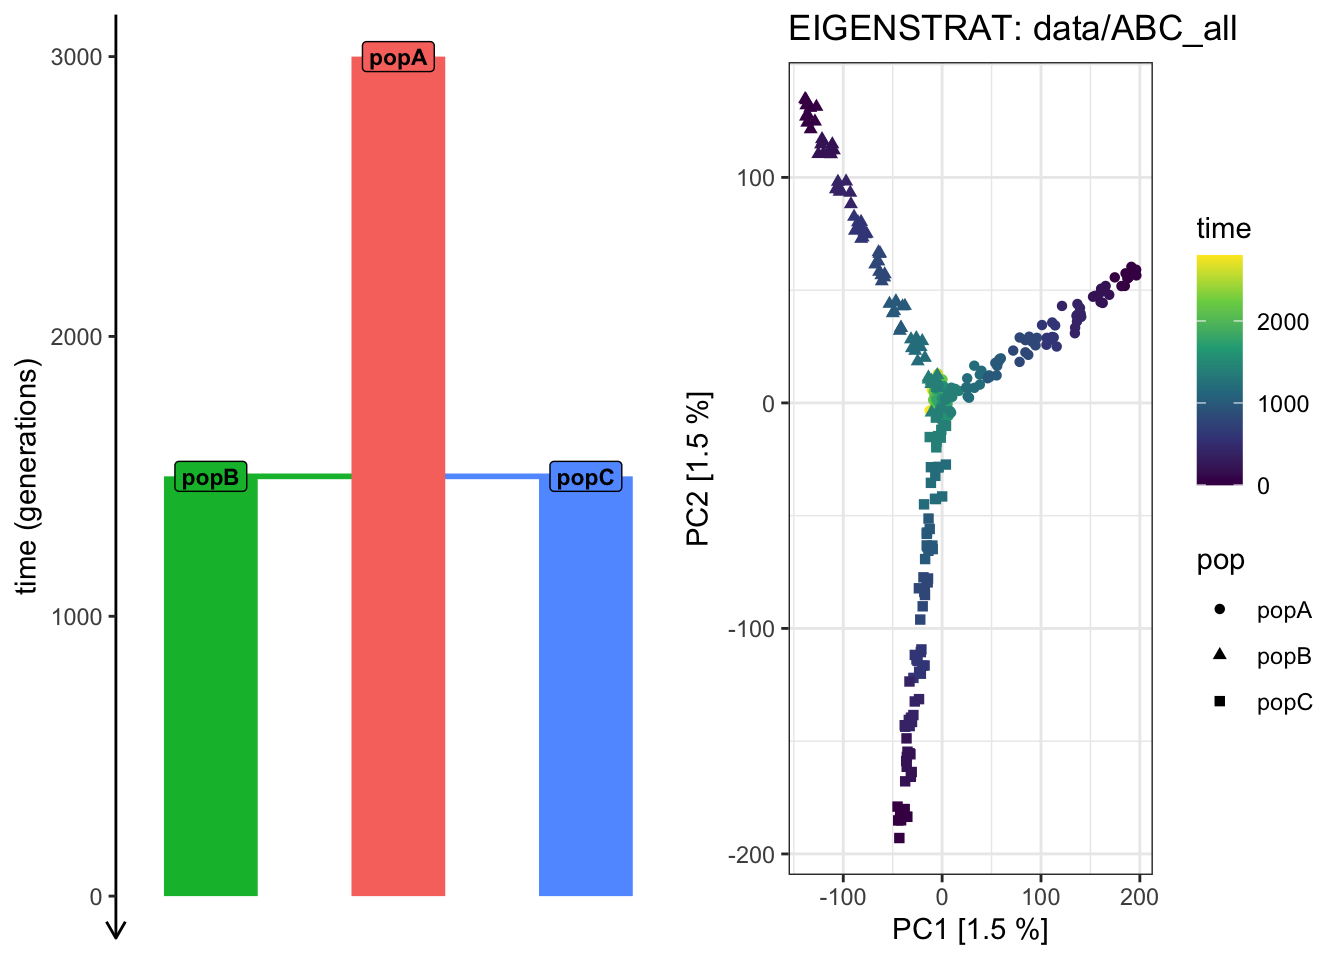 time (generations)
3000
2000
1000
0
popA
popB
popC
EIGENSTRAT: data/ABC_all
PC2 [1.5 %]
100
0
-100
-200
-100
0
100
200
PC1 [1.5 %]
time
2000
1000
0
pop
popA
popB
popC